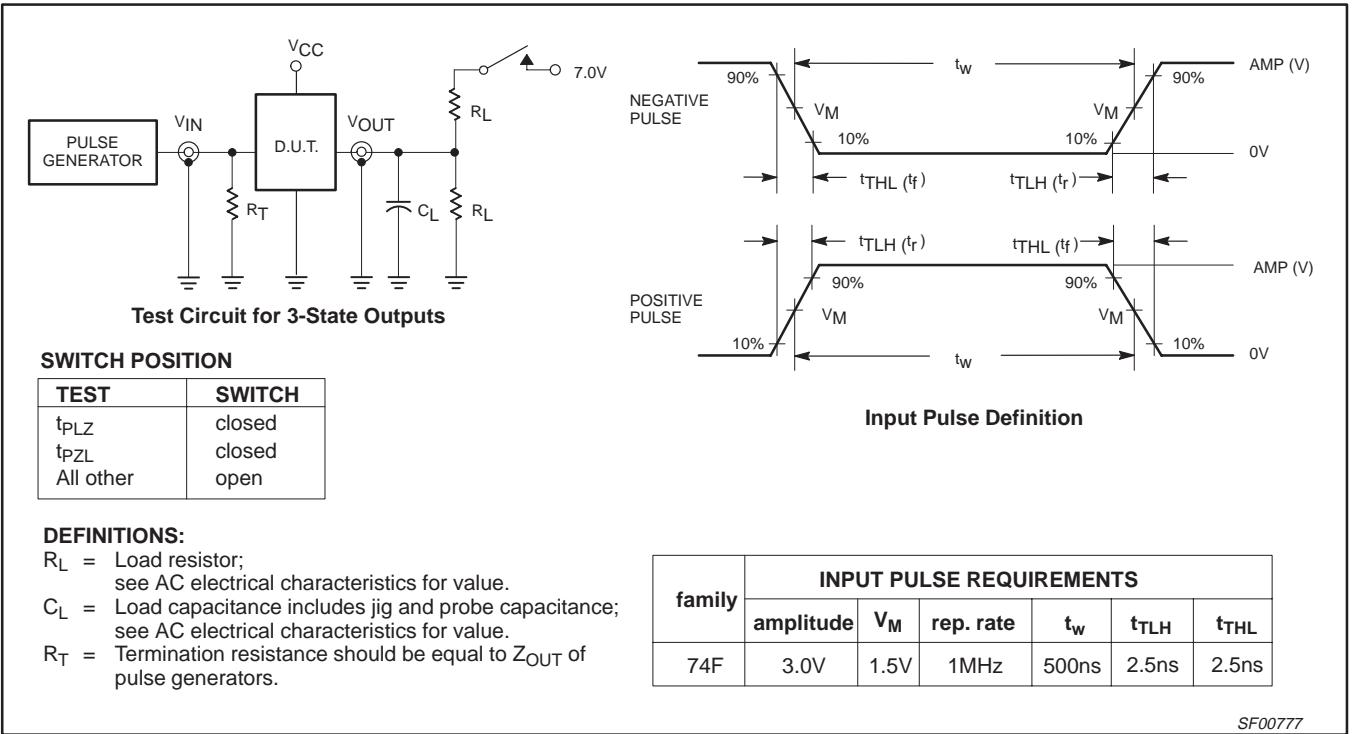 VCC
7.0V
RL
VIN
VOUT
PULSE
GENERATOR
D.U.T.
RT
CL
RL
Test Circuit for 3-State Outputs
NEGATIVE
PULSE
90%
tW
90%
AMP (V)
VM
VM
10%
10%
0V
tTHL (tf)
tTLH (tr)
tTLH (tr)
tTHL (tf)
AMP (V)
POSITIVE
PULSE
90%
90%
VM
VM
10%
10%
tW
0V
Input Pulse Definition
SWITCH POSITION
TEST SWITCH
tPLZ closed
tPZL closed
All other open
DEFINITIONS:
RL = Load resistor;
see AC electrical characteristics for value.
CL = Load capacitance includes jig and probe capacitance;
see AC electrical characteristics for value.
RT = Termination resistance should be equal to ZOUT of
pulse generators.
family INPUT PULSE REQUIREMENTS
amplitude VM rep. rate tw tTLH tTHL
74F 3.0V 1.5V 1MHz 500ns 2.5ns 2.5ns
SF00777